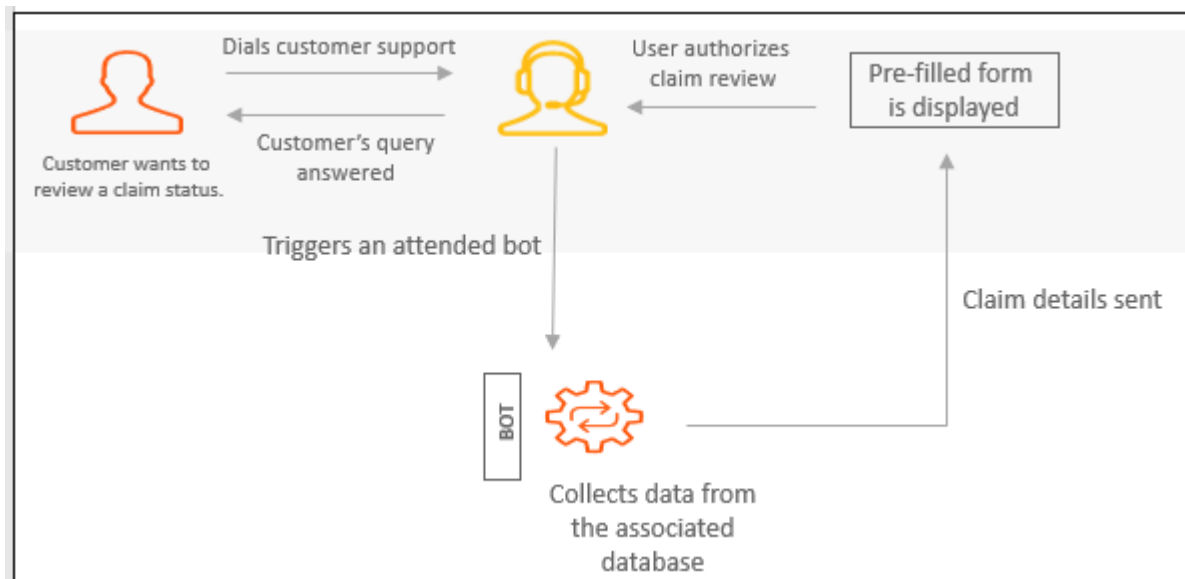 Dials customer support
Customer's query
answered
Customer wants to
review a claim status.
User authorizes
claim review
Pre-filled form
is displayed
Triggers an attended bot
Claim details sent
BOT
Collects data from
the associated
database